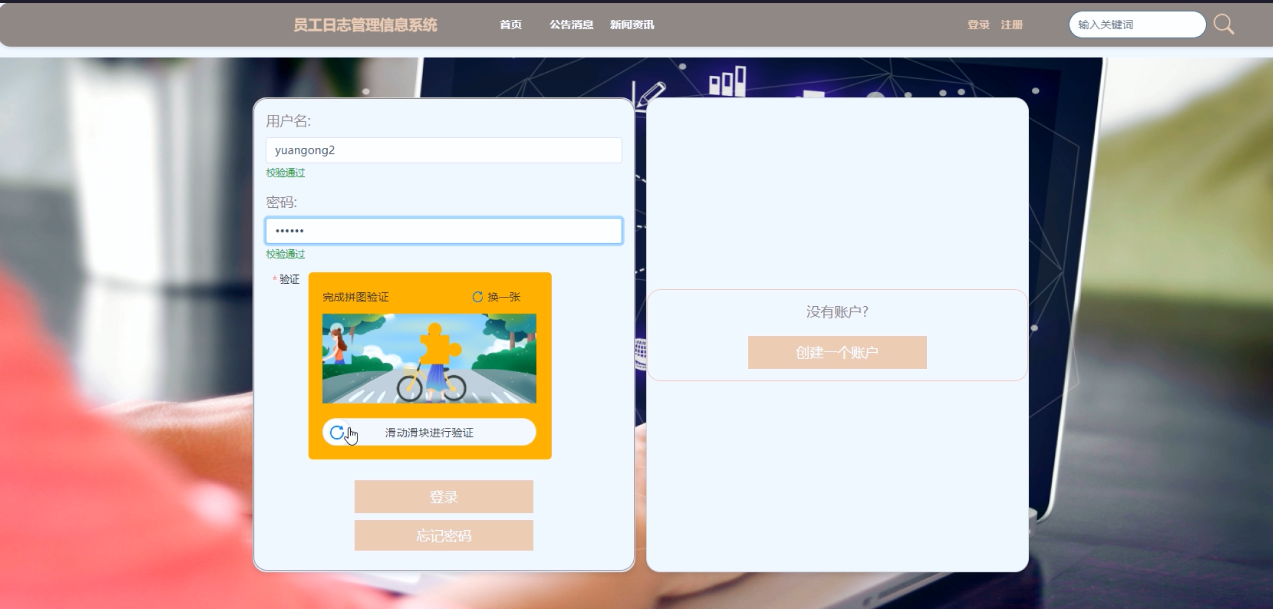 员工日志管理信息系统 首页 公告消息 新闻资讯 登录 注册 输入关键词
用户名:
yuangong2
校验通过
密码:
••••••
校验通过
* 验证
完成拼图验证 换一张
滑动滑块进行验证
登录
忘记密码
没有账户?
创建一个账户